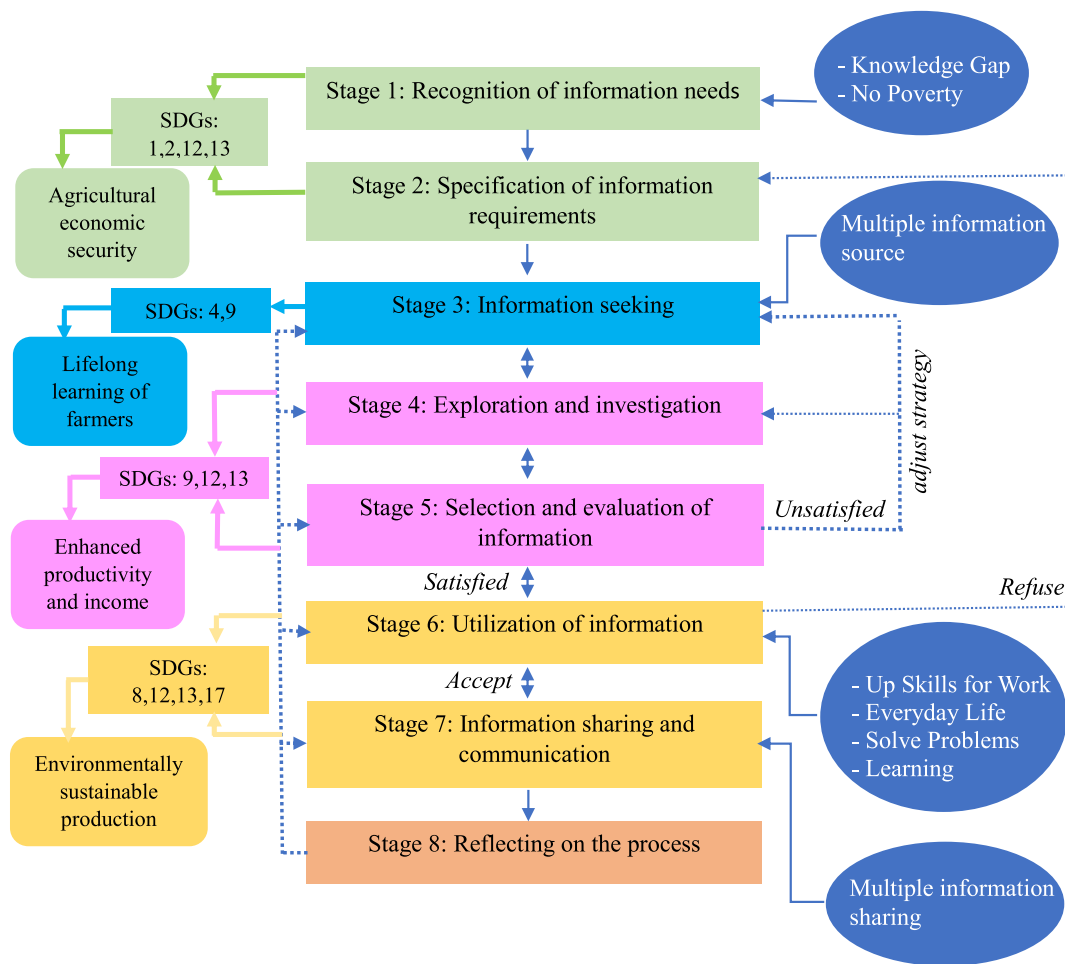 Stage 1: Recognition of information needs
- Knowledge Gap
- No Poverty
SDGs:
1,2,12,13
Stage 2: Specification of information
requirements
Agricultural
economic
security
Multiple information
source
Stage 3: Information seeking
SDGs: 4,9
Lifelong
learning of
farmers
Stage 4: Exploration and investigation
adjust strategy
SDGs: 9,12,13
Stage 5: Selection and evaluation of
information
Unsatisfied
Enhanced
productivity
and income
Satisfied
Refuse
Stage 6: Utilization of information
SDGs:
8,12,13,17
Accept
- Up Skills for Work
- Everyday Life
- Solve Problems
- Learning
Stage 7: Information sharing and
communication
Environmentally
sustainable
production
Stage 8: Reflecting on the process
Multiple information
sharing